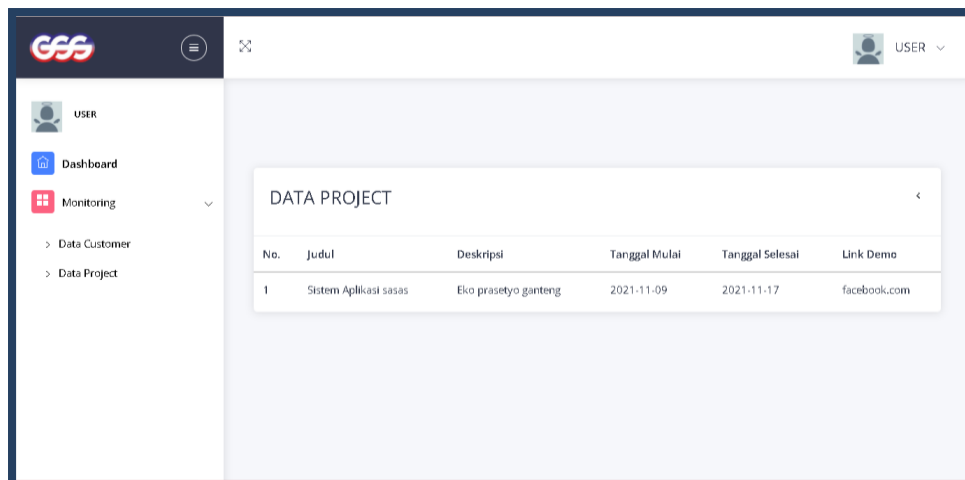 GSS
USER
USER
Dashboard
Monitoring
Data Customer
Data Project
DATA PROJECT
No. Judul Deskripsi Tanggal Mulai Tanggal Selesai Link Demo
1 Sistem Aplikasi sasas Eko prasetyo ganteng 2021-11-09 2021-11-17 facebook.com